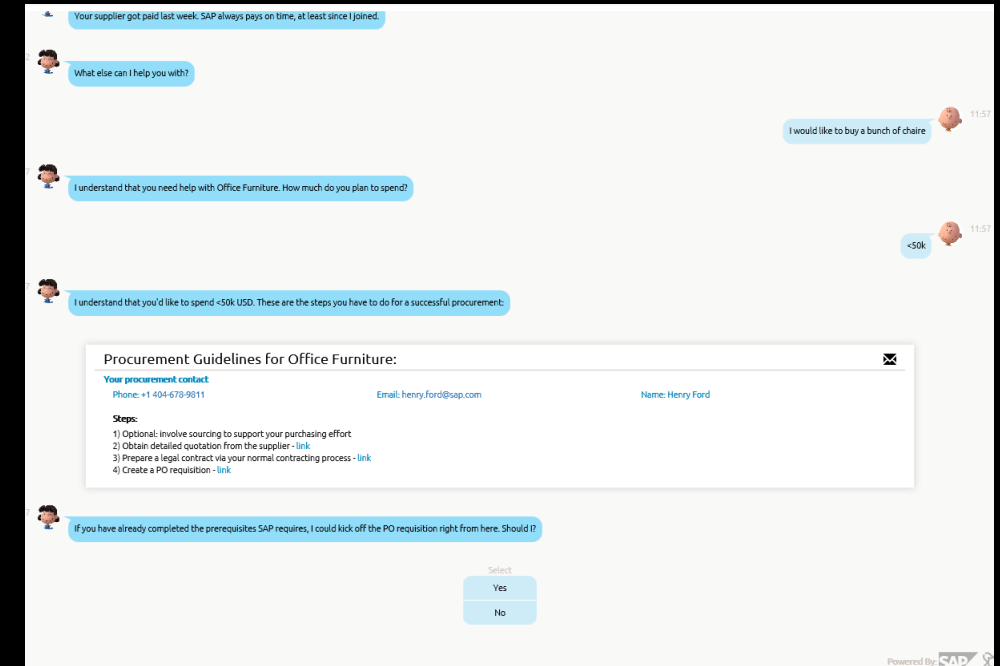 Your supplier got paid last week. SAP always pays on time, at least since I joined.
What else can I help you with?
11:57
I would like to buy a bunch of chaire
I understand that you need help with Office Furniture. How much do you plan to spend?
11:57
<50k
I understand that you'd like to spend <50k USD. These are the steps you have to do for a successful procurement:
Procurement Guidelines for Office Furniture:
Your procurement contact
Phone: +1 404-678-9811 Email: henry.ford@sap.com Name: Henry Ford
Steps:
1) Optional: involve sourcing to support your purchasing effort
2) Obtain detailed quotation from the supplier - link
3) Prepare a legal contract via your normal contracting process - link
4) Create a PO requisition - link
If you have already completed the prerequisites SAP requires, I could kick off the PO requisition right from here. Should I?
Select
Yes
No
Powered By: SAP